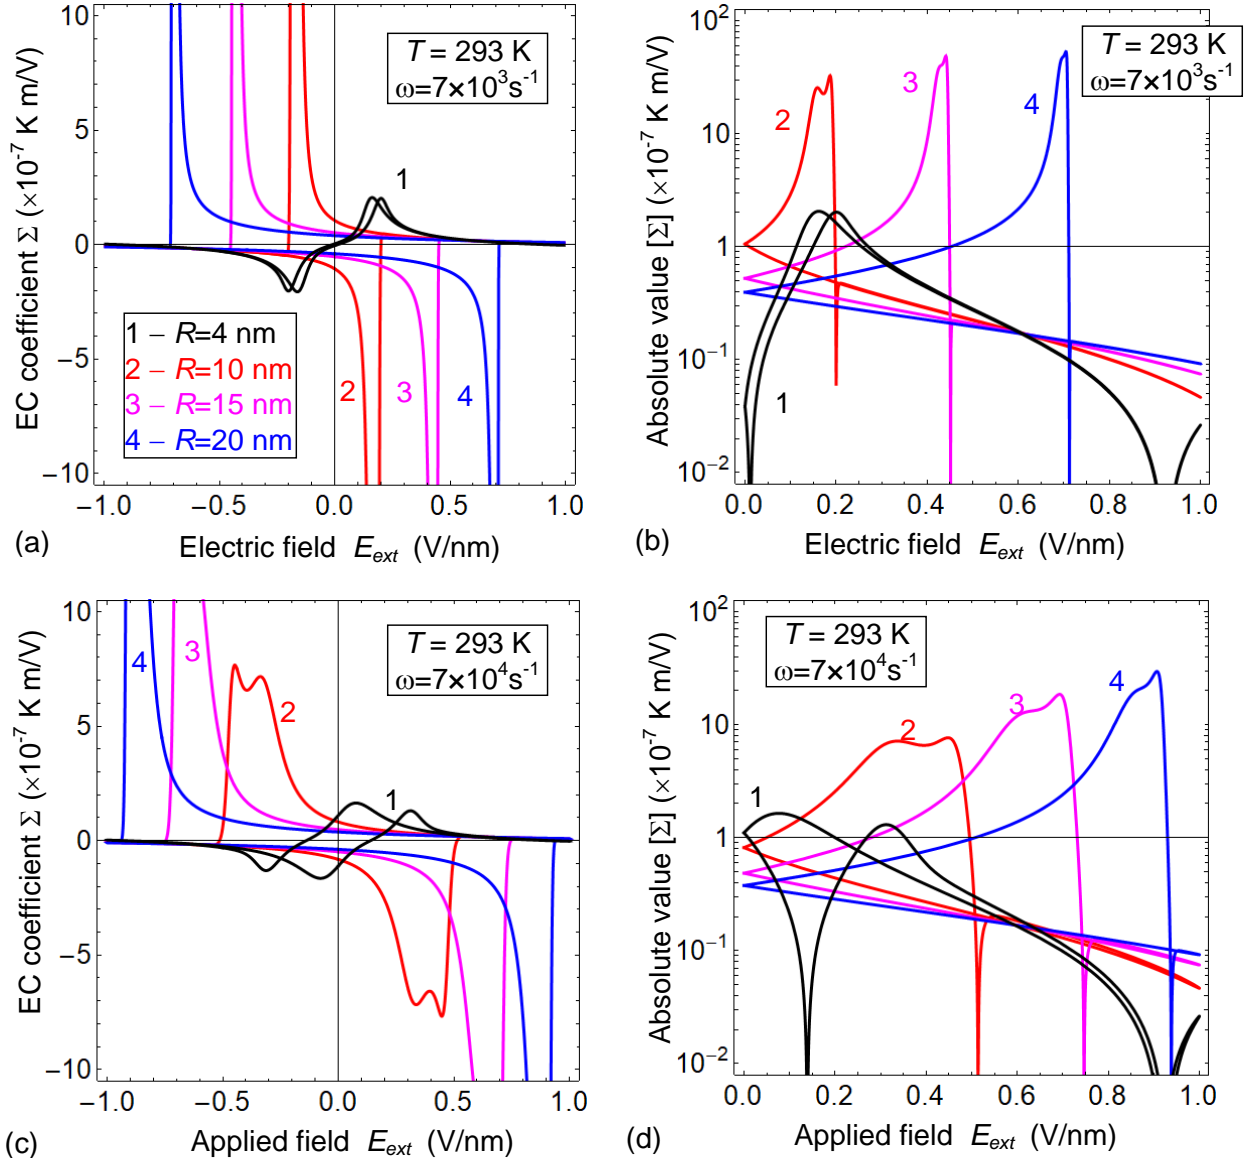 10
5
0
−5
−10
EC coefficient Σ (×10⁻⁷ K m/V)
T = 293 K
ω=7×10³s⁻¹
1
1 – R=4 nm
2 – R=10 nm
3 – R=15 nm
4 – R=20 nm
2
3
4
−1.0
−0.5
0.0
0.5
1.0
(a)
Electric field E_ext (V/nm)
10²
10
1
10⁻¹
10⁻²
Absolute value [Σ] (×10⁻⁷ K m/V)
T = 293 K
ω=7×10³s⁻¹
2
3
4
1
0.0
0.2
0.4
0.6
0.8
1.0
(b)
Electric field E_ext (V/nm)
10
5
0
−5
−10
EC coefficient Σ (×10⁻⁷ K m/V)
T = 293 K
ω=7×10⁴s⁻¹
4
3
2
1
−1.0
−0.5
0.0
0.5
1.0
(c)
Applied field E_ext (V/nm)
10²
10
1
10⁻¹
10⁻²
Absolute value [Σ] (×10⁻⁷ K m/V)
T = 293 K
ω=7×10⁴s⁻¹
1
2
3
4
0.0
0.2
0.4
0.6
0.8
1.0
(d)
Applied field E_ext (V/nm)